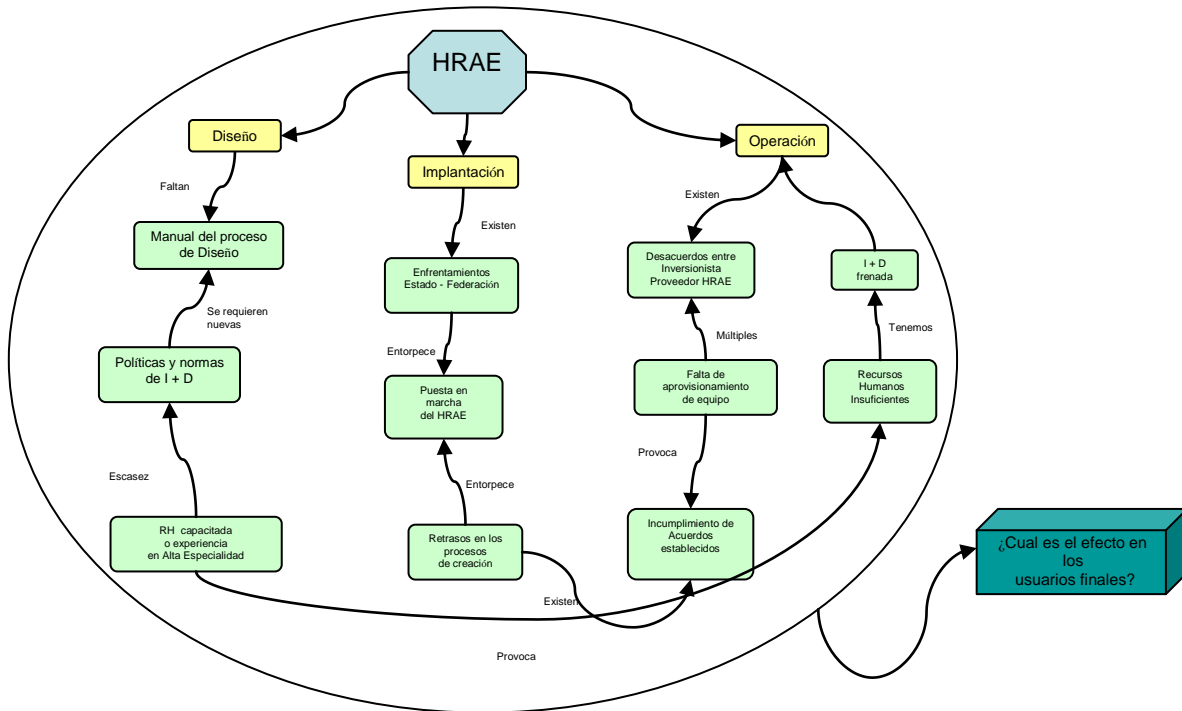 HRAE
Diseño
Implantación
Operación
Faltan
Existen
Existen
Manual del proceso
de Diseño
Enfrentamientos
Estado - Federación
Desacuerdos entre
Inversionista
Proveedor HRAE
I + D
frenada
Se requieren
nuevas
Entorpece
Múltiples
Tenemos
Políticas y normas
de I + D
Puesta en
marcha
del HRAE
Falta de
aprovisionamiento
de equipo
Recursos
Humanos
Insuficientes
Escasez
Entorpece
Provoca
RH capacitada
o experiencia
en Alta Especialidad
Retrasos en los
procesos
de creación
Incumplimiento de
Acuerdos
establecidos
¿Cual es el efecto en
los
usuarios finales?
Existen
Provoca